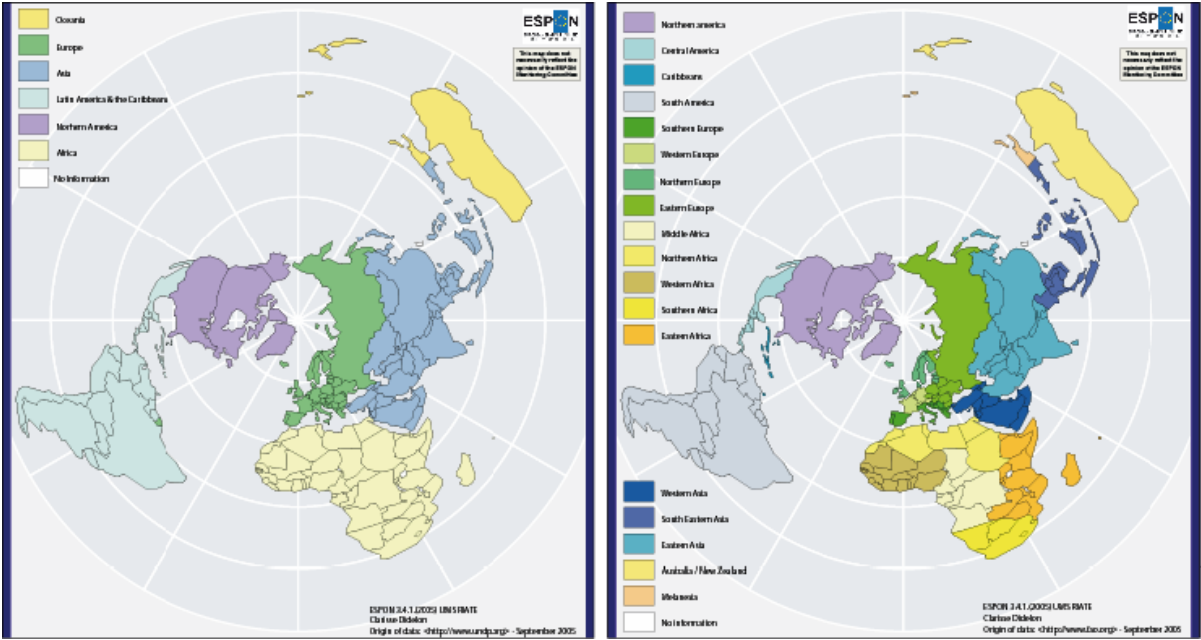 Oceania
Europe
Asia
Latin America & the Caribbeans
Northern America
Africa
No Information
ESPON
This map does not
necessarily reflect the
opinion of the ESPON
Monitoring Committee
ESPON 3.4.1.(2005) UMS RIATE
Clarisse Didelon
Origin of data: <http://www.undp.org> - September 2005
Northern america
Central America
Caribbeans
South America
Southern Europe
Western Europe
Northern Europe
Eastern Europe
Middle Africa
Northern Africa
Western Africa
Southern Africa
Eastern Africa
ESPON
This map does not
necessarily reflect the
opinion of the ESPON
Monitoring Committee
Western Asia
South Eastern Asia
Eastern Asia
Australia / New Zealand
Melanesia
No information
ESPON 3.4.1.(2005) UMS RIATE
Clarisse Didelon
Origin of data: <http://www.fao.org> - September 2005